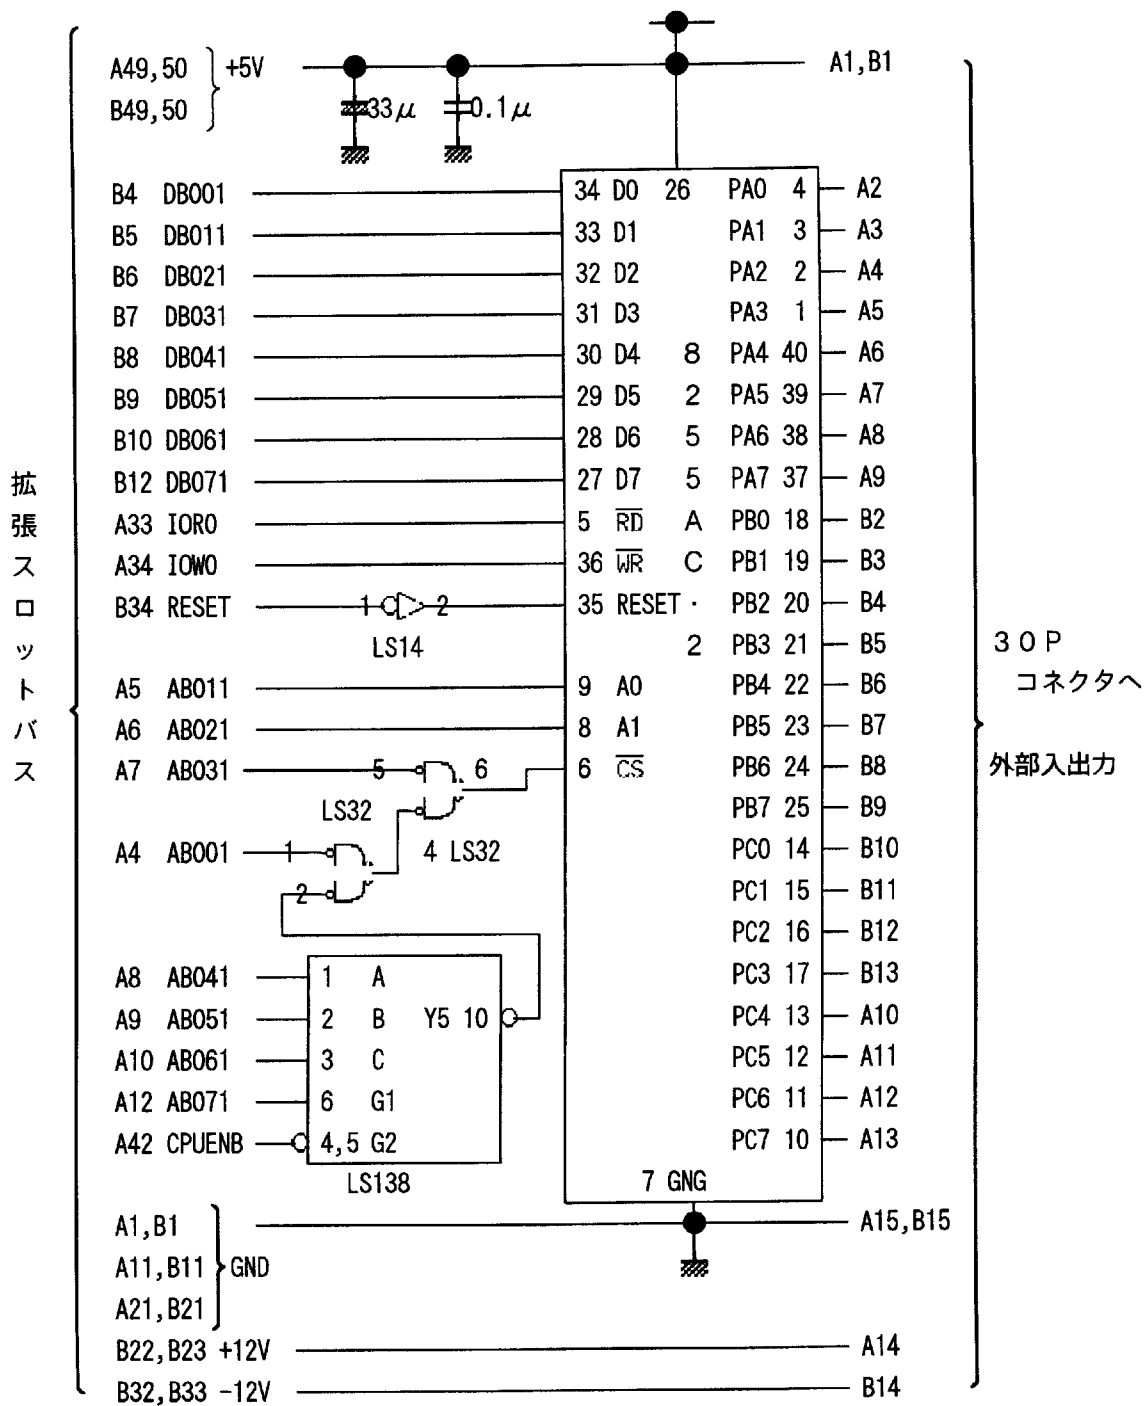 A49,50 +5V A1,B1
B49,50 33μ 0.1μ
B4 DB001 34 D0 26 PA0 4 A2
B5 DB011 33 D1 PA1 3 A3
B6 DB021 32 D2 PA2 2 A4
B7 DB031 31 D3 PA3 1 A5
B8 DB041 30 D4 8 PA4 40 A6
B9 DB051 29 D5 2 PA5 39 A7
B10 DB061 28 D6 5 PA6 38 A8
B12 DB071 27 D7 5 PA7 37 A9
A33 IOR0 5 RD A PB0 18 B2
A34 IOW0 36 WR C PB1 19 B3
B34 RESET 1 2 35 RESET - PB2 20 B4
LS14 2 PB3 21 B5
A5 AB011 9 A0 PB4 22 B6
A6 AB021 8 A1 PB5 23 B7
A7 AB031 5 6 6 CS PB6 24 B8
LS32 PB7 25 B9
A4 AB001 1 4 LS32 PC0 14 B10
2 PC1 15 B11
PC2 16 B12
A8 AB041 1 A PC3 17 B13
A9 AB051 2 B Y5 10 PC4 13 A10
A10 AB061 3 C PC5 12 A11
A12 AB071 6 G1 PC6 11 A12
A42 CPUENB 4,5 G2 PC7 10 A13
LS138 7 GNG
A1,B1 A15,B15
A11,B11 GND
A21,B21
B22,B23 +12V A14
B32,B33 -12V B14
拡張スロットバス
30P
コネクタへ
外部入出力